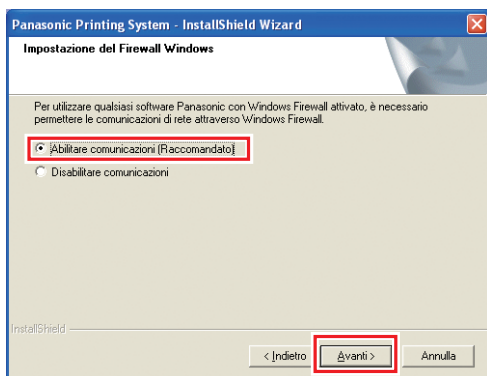 Panasonic Printing System - InstallShield Wizard
Impostazione del Firewall Windows
Per utilizzare qualsiasi software Panasonic con Windows Firewall attivato, è necessario
permettere le comunicazioni di rete attraverso Windows Firewall.
Abilitare comunicazioni (Raccomandato)
Disabilitare comunicazioni
InstallShield
< Indietro
Avanti >
Annulla